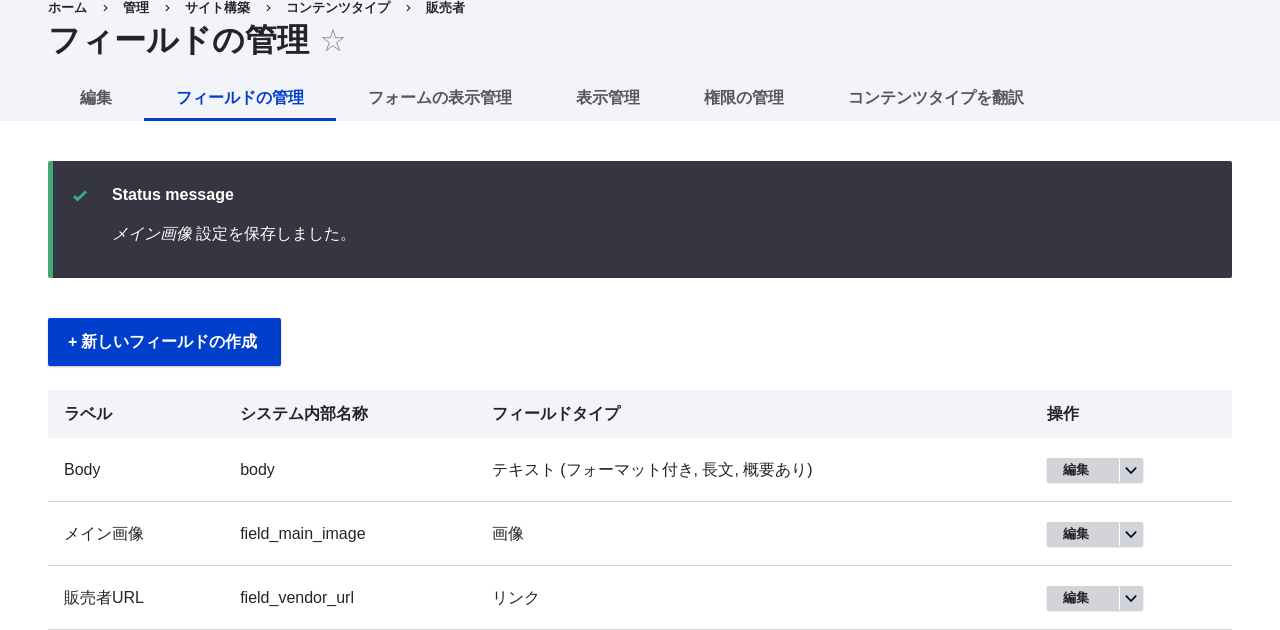 ホーム › 管理 › サイト構築 › コンテンツタイプ › 販売者
フィールドの管理 ☆
編集 フィールドの管理 フォームの表示管理 表示管理 権限の管理 コンテンツタイプを翻訳
Status message
メイン画像 設定を保存しました。
+ 新しいフィールドの作成
ラベル システム内部名称 フィールドタイプ 操作
Body body テキスト (フォーマット付き, 長文, 概要あり) 編集
メイン画像 field_main_image 画像 編集
販売者URL field_vendor_url リンク 編集